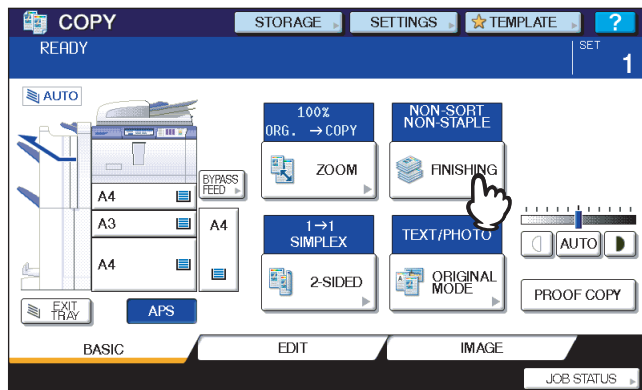 COPY
STORAGE
SETTINGS
TEMPLATE
?
READY
SET
1
AUTO
100%
ORG. →COPY
ZOOM
NON-SORT
NON-STAPLE
FINISHING
BYPASS
FEED
A4
A3
A4
A4
1→1
SIMPLEX
2-SIDED
TEXT/PHOTO
ORIGINAL
MODE
AUTO
PROOF COPY
EXIT
TRAY
APS
BASIC
EDIT
IMAGE
JOB STATUS